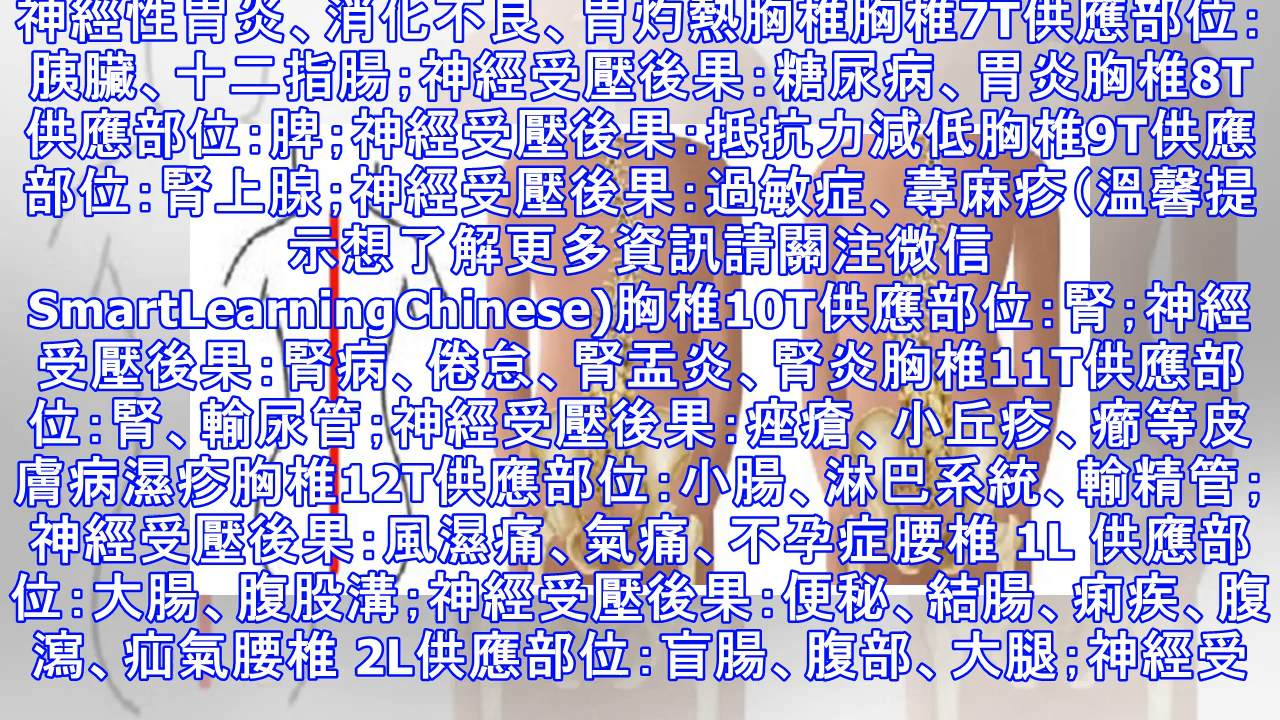 神經性胃炎、消化不良、胃灼熱胸椎胸椎7T供應部位：
胰臟、十二指腸；神經受壓後果：糖尿病、胃炎胸椎8T
供應部位：脾；神經受壓後果：抵抗力減低胸椎9T供應
部位：腎上腺；神經受壓後果：過敏症、蕁麻疹（溫馨提
示想了解更多資訊請關注微信
SmartLearningChinese)胸椎10T供應部位：腎；神經
受壓後果：腎病、倦怠、腎盂炎、腎炎胸椎11T供應部
位：腎、輸尿管；神經受壓後果：痤瘡、小丘疹、癤等皮
膚病濕疹胸椎12T供應部位：小腸、淋巴系統、輸精管；
神經受壓後果：風濕痛、氣痛、不孕症腰椎 1L 供應部
位：大腸、腹股溝；神經受壓後果：便秘、結腸、痢疾、腹
瀉、疝氣腰椎 2L供應部位：盲腸、腹部、大腿；神經受